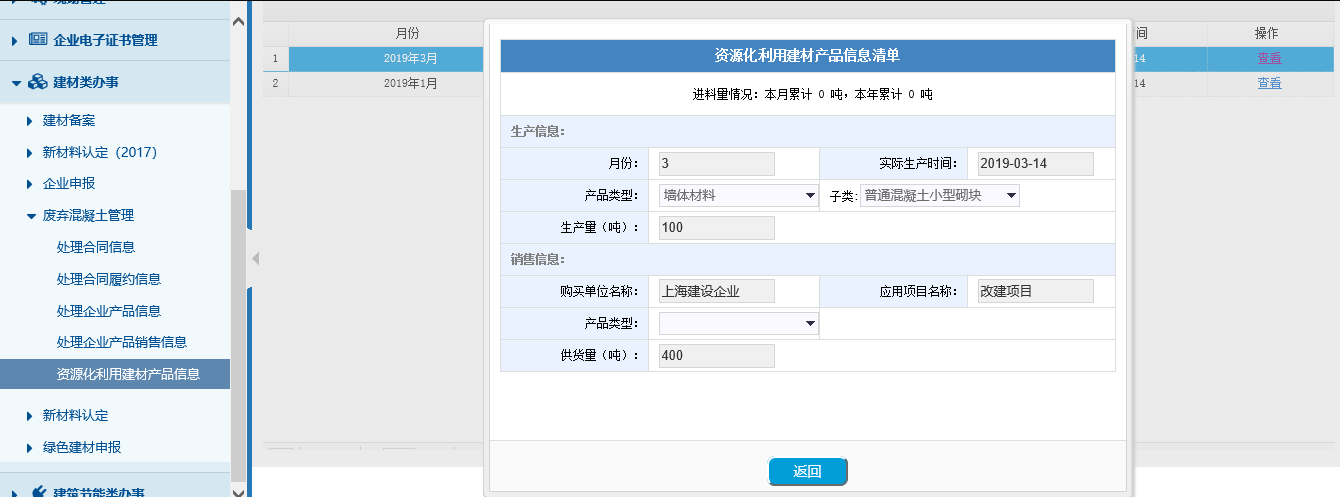 企业电子证书管理
建材类办事
建材备案
新材料认定（2017）
企业申报
废弃混凝土管理
处理合同信息
处理合同履约信息
处理企业产品信息
处理企业产品销售信息
资源化利用建材产品信息
新材料认定
绿色建材申报
建筑节能类办事
月份 间 操作
1 2019年3月 14 查看
2 2019年1月 14 查看
资源化利用建材产品信息清单
进料量情况：本月累计 0 吨，本年累计 0 吨
生产信息：
月份： 3 实际生产时间： 2019-03-14
产品类型： 墙体材料 子类: 普通混凝土小型砌块
生产量（吨）： 100
销售信息：
购买单位名称： 上海建设企业 应用项目名称： 改建项目
产品类型：
供货量（吨）： 400
返回